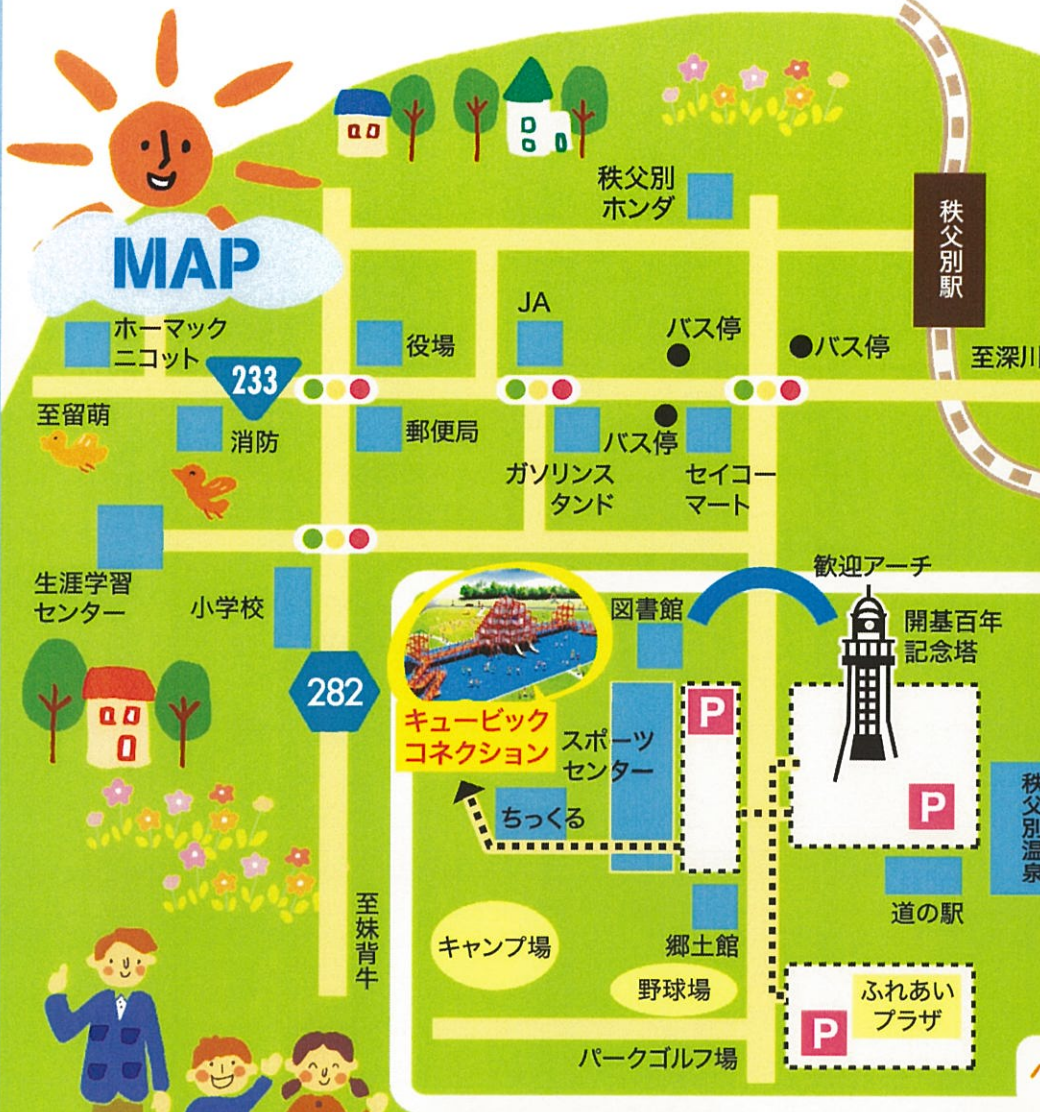 MAP
秩父別
ホンダ
秩父別駅
ホーマック
ニコット
233
役場
JA
バス停
バス停
至深川
至留萌
消防
郵便局
バス停
ガソリンス
タンド
セイコー
マート
生涯学習
センター
小学校
282
至妹背牛
歓迎アーチ
図書館
開基百年
記念塔
キュービック
コネクション
スポーツ
センター
P
P
ちっくる
秩父別温泉
道の駅
郷土館
キャンプ場
野球場
ふれあい
プラザ
P
パークゴルフ場